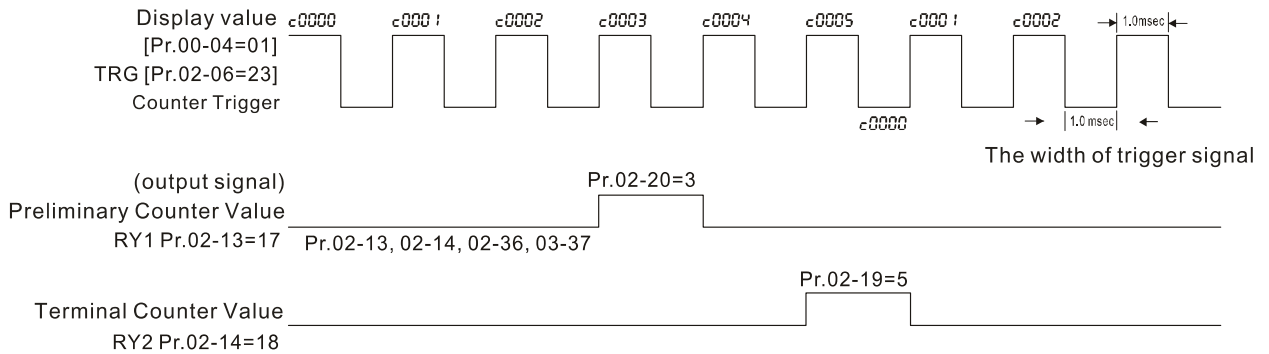 Display value
[Pr.00-04=01]
TRG [Pr.02-06=23]
Counter Trigger
c0000 c0001 c0002 c0003 c0004 c0005 c0001 c0002
1.0msec
c0000
1.0 msec
The width of trigger signal
(output signal)
Preliminary Counter Value
RY1 Pr.02-13=17
Pr.02-20=3
Pr.02-13, 02-14, 02-36, 03-37
Terminal Counter Value
RY2 Pr.02-14=18
Pr.02-19=5